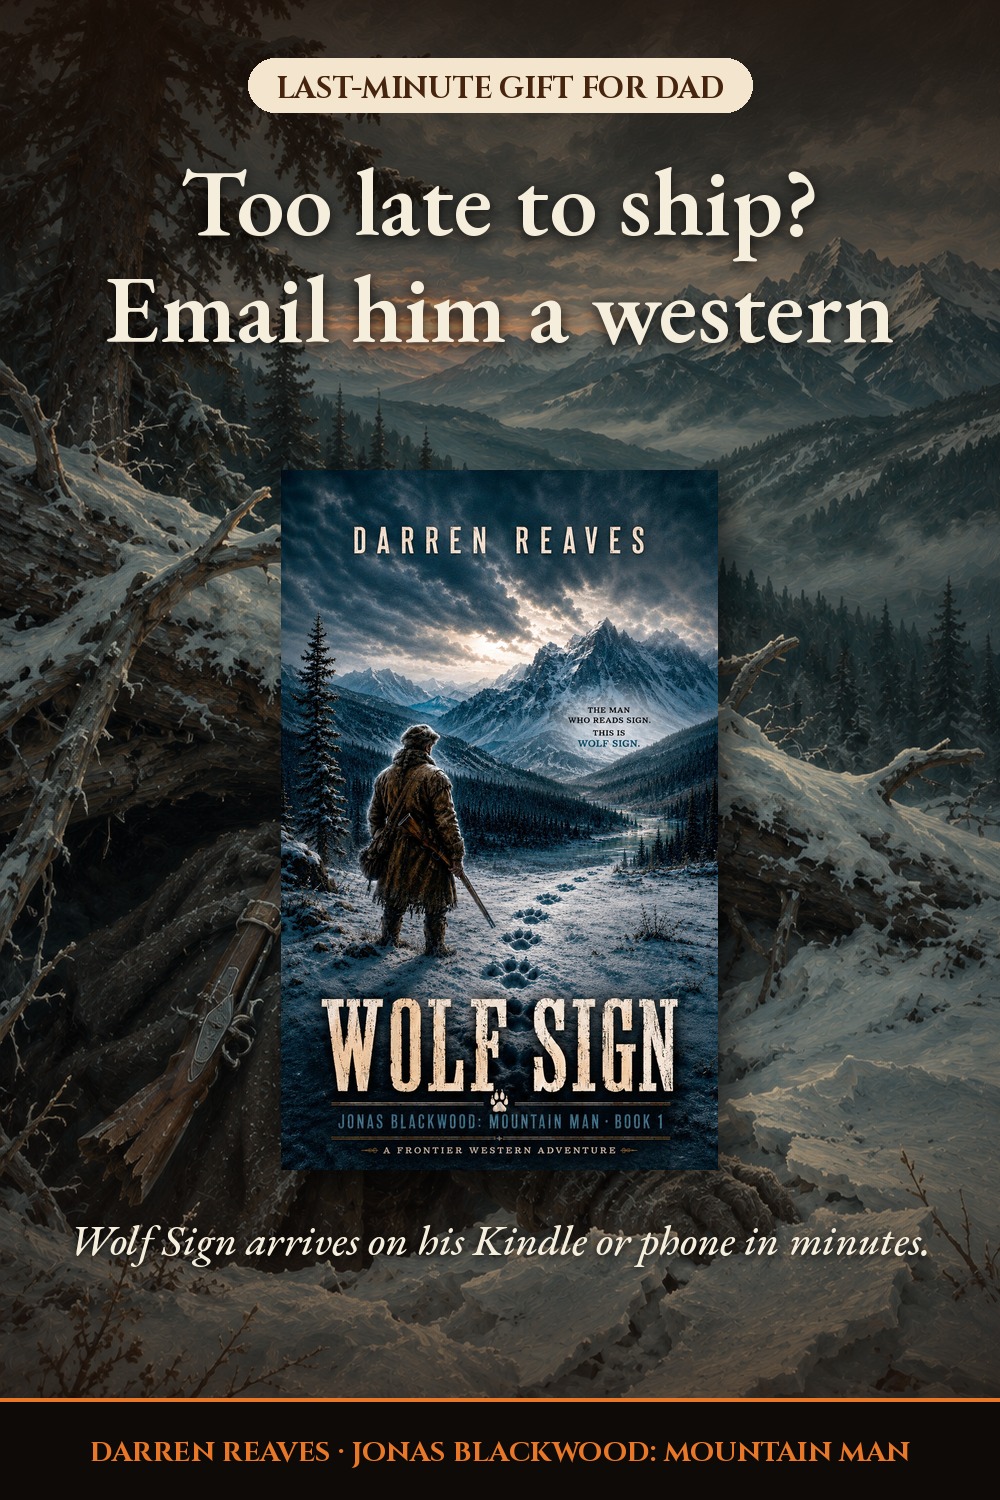 LAST-MINUTE GIFT FOR DAD
Too late to ship?
Email him a western
DARREN REAVES
THE MAN
WHO READS SIGN.
THIS IS
WOLF SIGN.
WOLF SIGN
JONAS BLACKWOOD: MOUNTAIN MAN · BOOK 1
A FRONTIER WESTERN ADVENTURE
Wolf Sign arrives on his Kindle or phone in minutes.
DARREN REAVES · JONAS BLACKWOOD: MOUNTAIN MAN